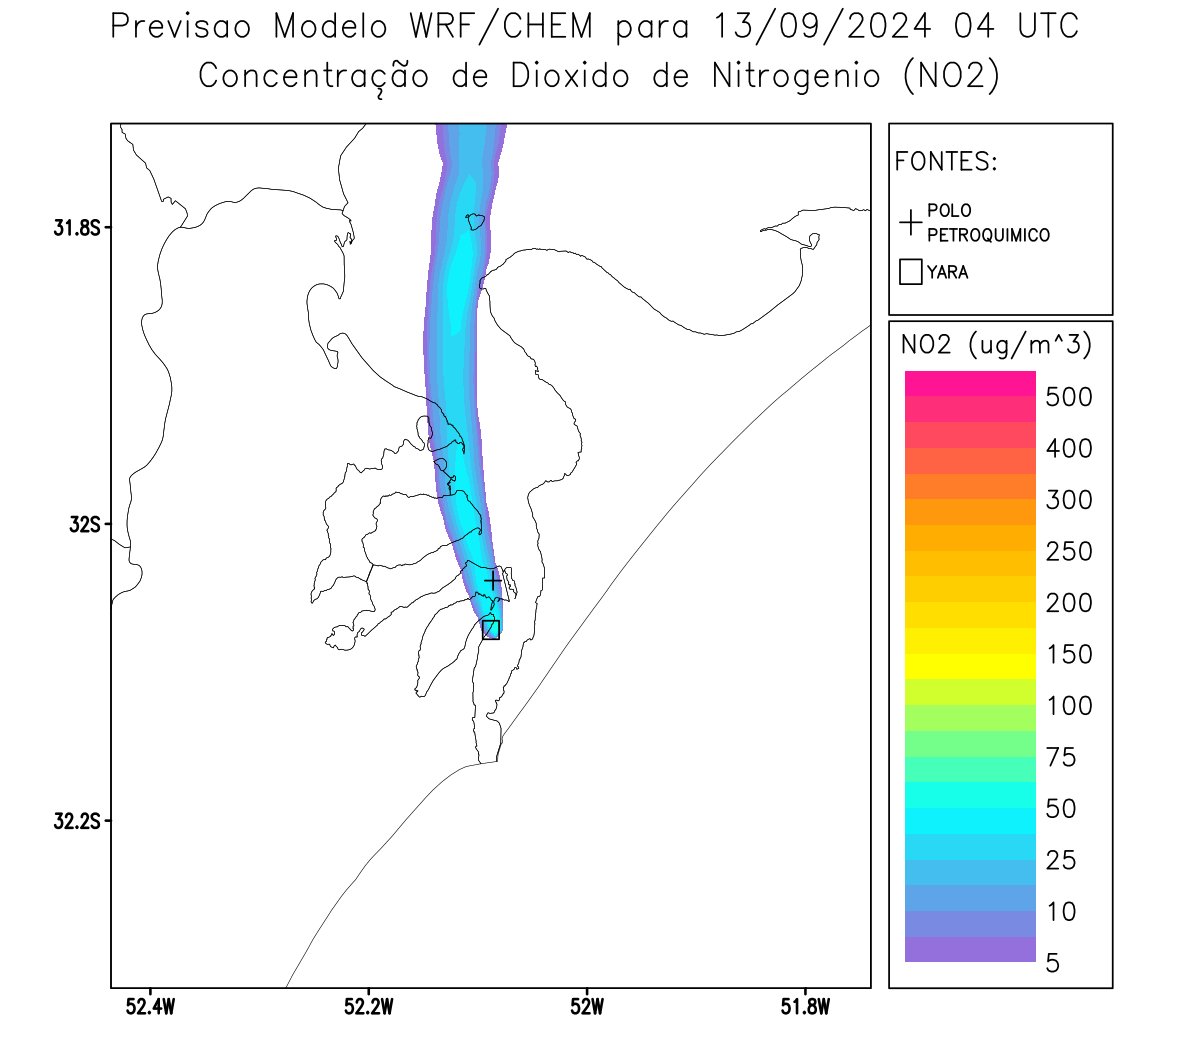 Previsao Modelo WRF/CHEM para 13/09/2024 04 UTC
Concentração de Dioxido de Nitrogenio (NO2)
FONTES:
POLO
PETROQUIMICO
YARA
NO2 (ug/m^3)
500
400
300
250
200
150
100
75
50
25
10
5
31.8S
32S
32.2S
52.4W
52.2W
52W
51.8W